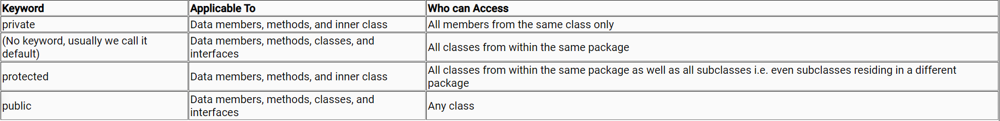 Keyword
Applicable To
Who can Access
private
Data members, methods, and inner class
All members from the same class only
(No keyword, usually we call it
default)
Data members, methods, classes, and
interfaces
All classes from within the same package
protected
Data members, methods, and inner class
All classes from within the same package as well as all subclasses i.e. even subclasses residing in a different
package
public
Data members, methods, classes, and
interfaces
Any class